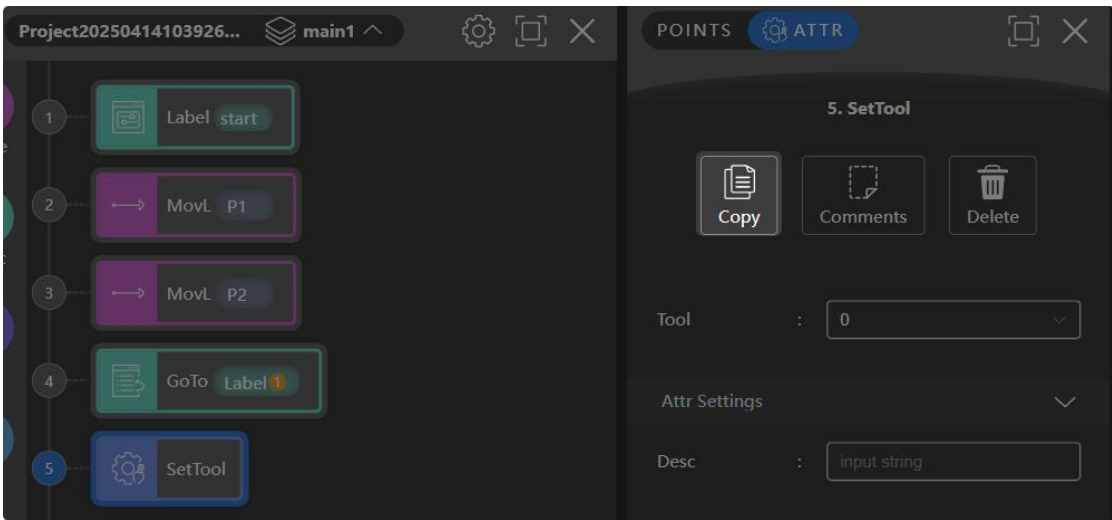 Project20250414103926... main1
1 Label start
2 MovL P1
3 MovL P2
4 GoTo Label 1
5 SetTool
POINTS ATTR
5. SetTool
Copy Comments Delete
Tool : 0
Attr Settings
Desc : input string